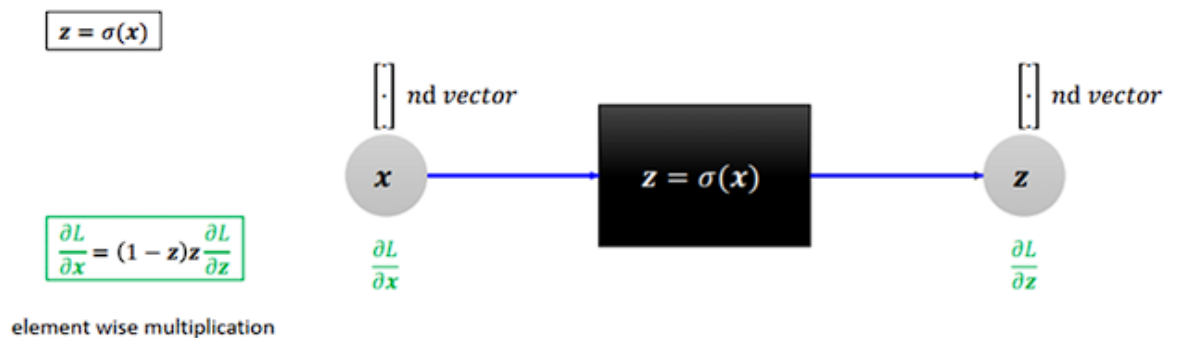 z = σ(x)
[·] nd vector
[·] nd vector
x
z = σ(x)
z
∂L/∂x = (1 − z)z ∂L/∂z
∂L/∂x
∂L/∂z
element wise multiplication